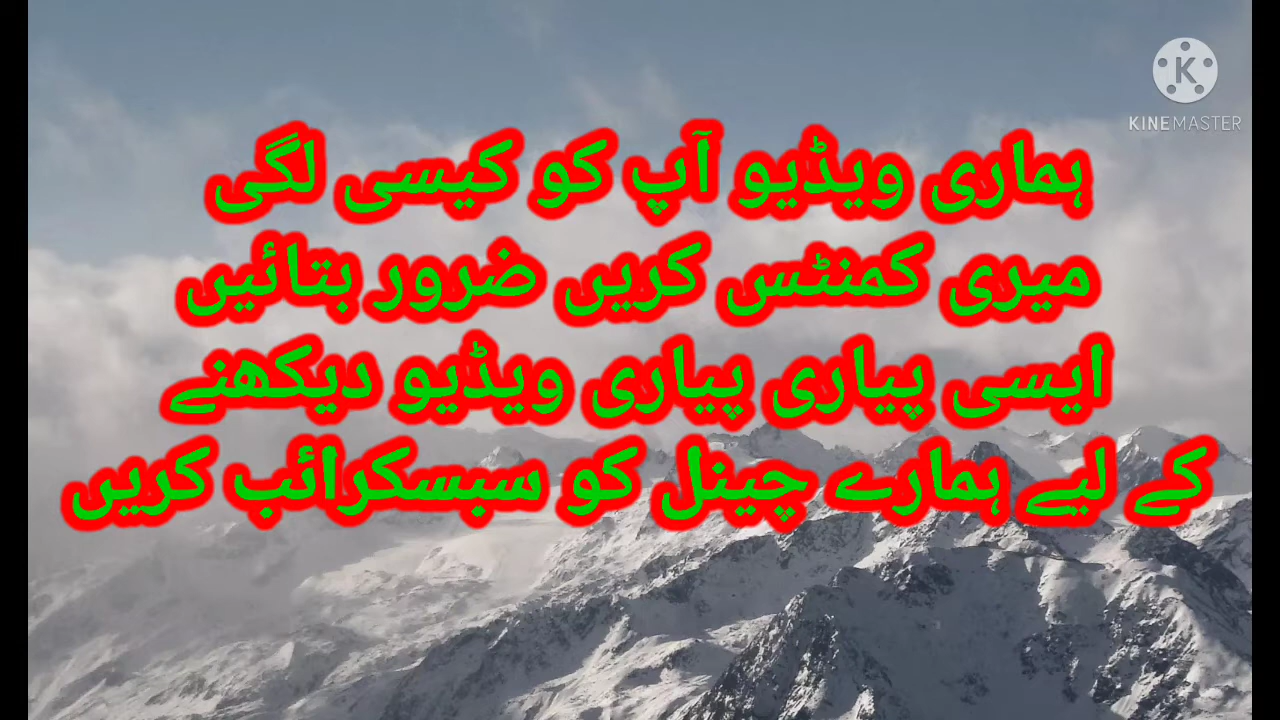 KINEMASTER
ہماری ویڈیو آپ کو کیسی لگی
میری کمنٹس کریں ضرور بتائیں
ایسی پیاری پیاری ویڈیو دیکھنے
کے لیے ہمارے چینل کو سبسکرائب کریں